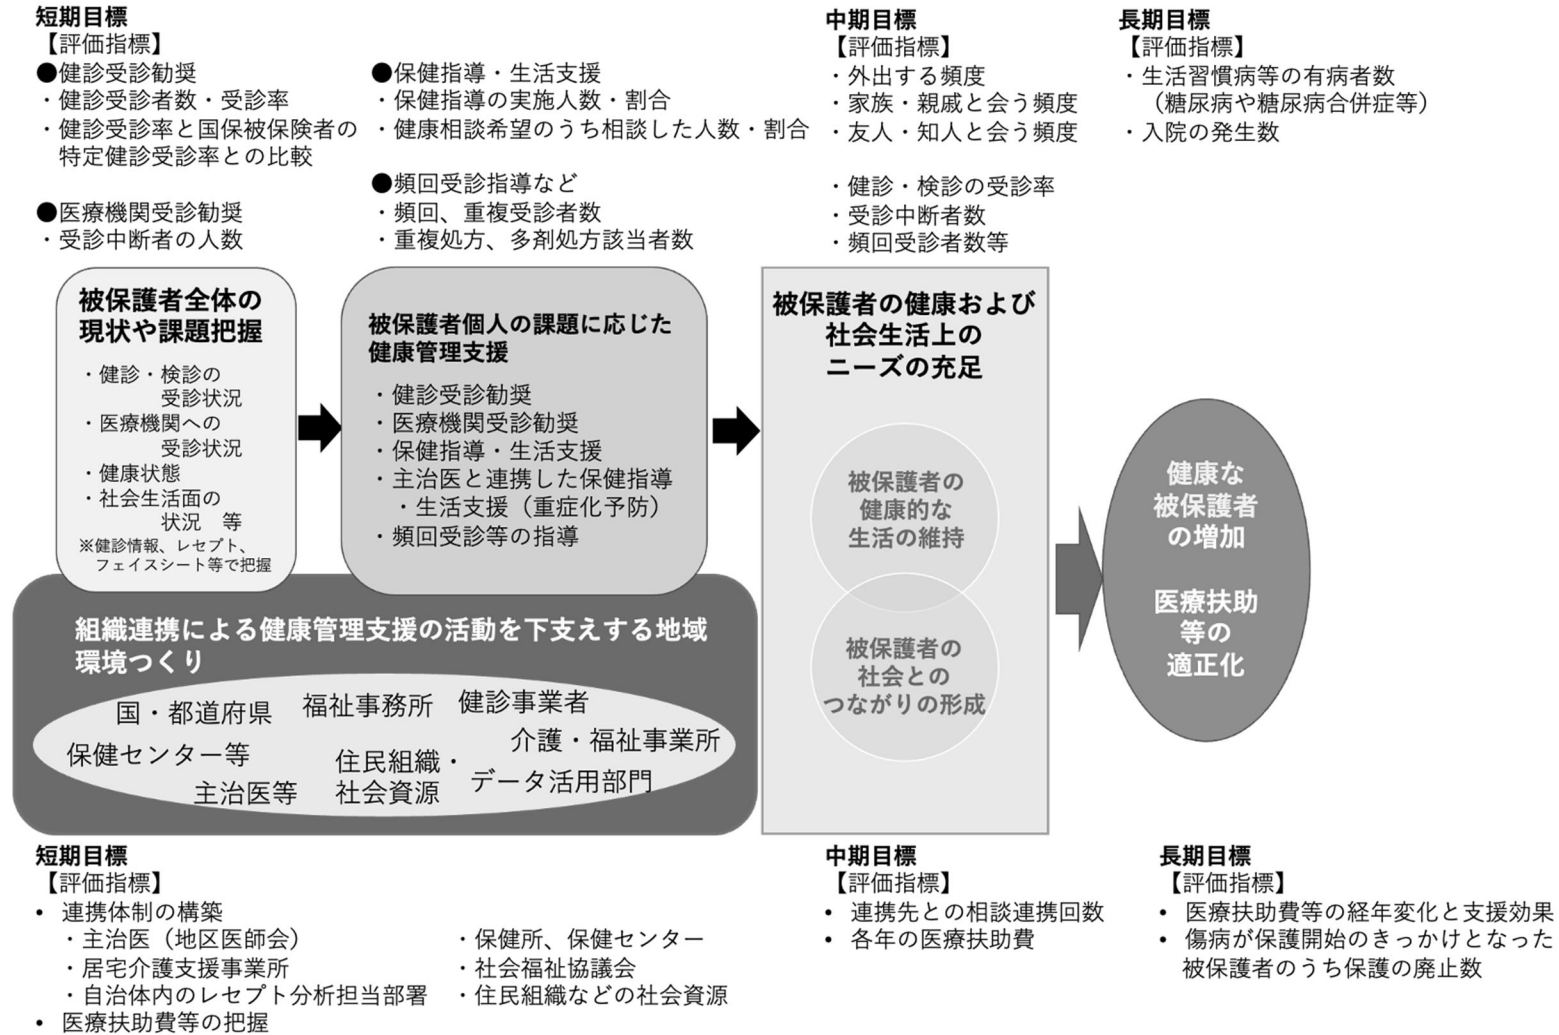 短期目標
【評価指標】
●健診受診勧奨
・健診受診者数・受診率
・健診受診率と国保被保険者の
特定健診受診率との比較
●医療機関受診勧奨
・受診中断者の人数
●保健指導・生活支援
・保健指導の実施人数・割合
・健康相談希望のうち相談した人数・割合
●頻回受診指導など
・頻回、重複受診者数
・重複処方、多剤処方該当者数
中期目標
【評価指標】
・外出する頻度
・家族・親戚と会う頻度
・友人・知人と会う頻度
・健診・検診の受診率
・受診中断者数
・頻回受診者数等
長期目標
【評価指標】
・生活習慣病等の有病者数
（糖尿病や糖尿病合併症等）
・入院の発生数
被保護者全体の
現状や課題把握
・健診・検診の
受診状況
・医療機関への
受診状況
・健康状態
・社会生活面の
状況　等
※健診情報、レセプト、
フェイスシート等で把握
被保護者個人の課題に応じた
健康管理支援
・健診受診勧奨
・医療機関受診勧奨
・保健指導・生活支援
・主治医と連携した保健指導
・生活支援（重症化予防）
・頻回受診等の指導
被保護者の健康および
社会生活上の
ニーズの充足
被保護者の
健康的な
生活の維持
被保護者の
社会との
つながりの形成
健康な
被保護者
の増加
医療扶助
等の
適正化
組織連携による健康管理支援の活動を下支えする地域
環境つくり
国・都道府県
福祉事務所
健診事業者
保健センター等
介護・福祉事業所
主治医等
住民組織・
社会資源
データ活用部門
短期目標
【評価指標】
• 連携体制の構築
・主治医（地区医師会）
・居宅介護支援事業所
・自治体内のレセプト分析担当部署
・保健所、保健センター
・社会福祉協議会
・住民組織などの社会資源
• 医療扶助費等の把握
中期目標
【評価指標】
• 連携先との相談連携回数
• 各年の医療扶助費
長期目標
【評価指標】
• 医療扶助費等の経年変化と支援効果
• 傷病が保護開始のきっかけとなった
被保護者のうち保護の廃止数